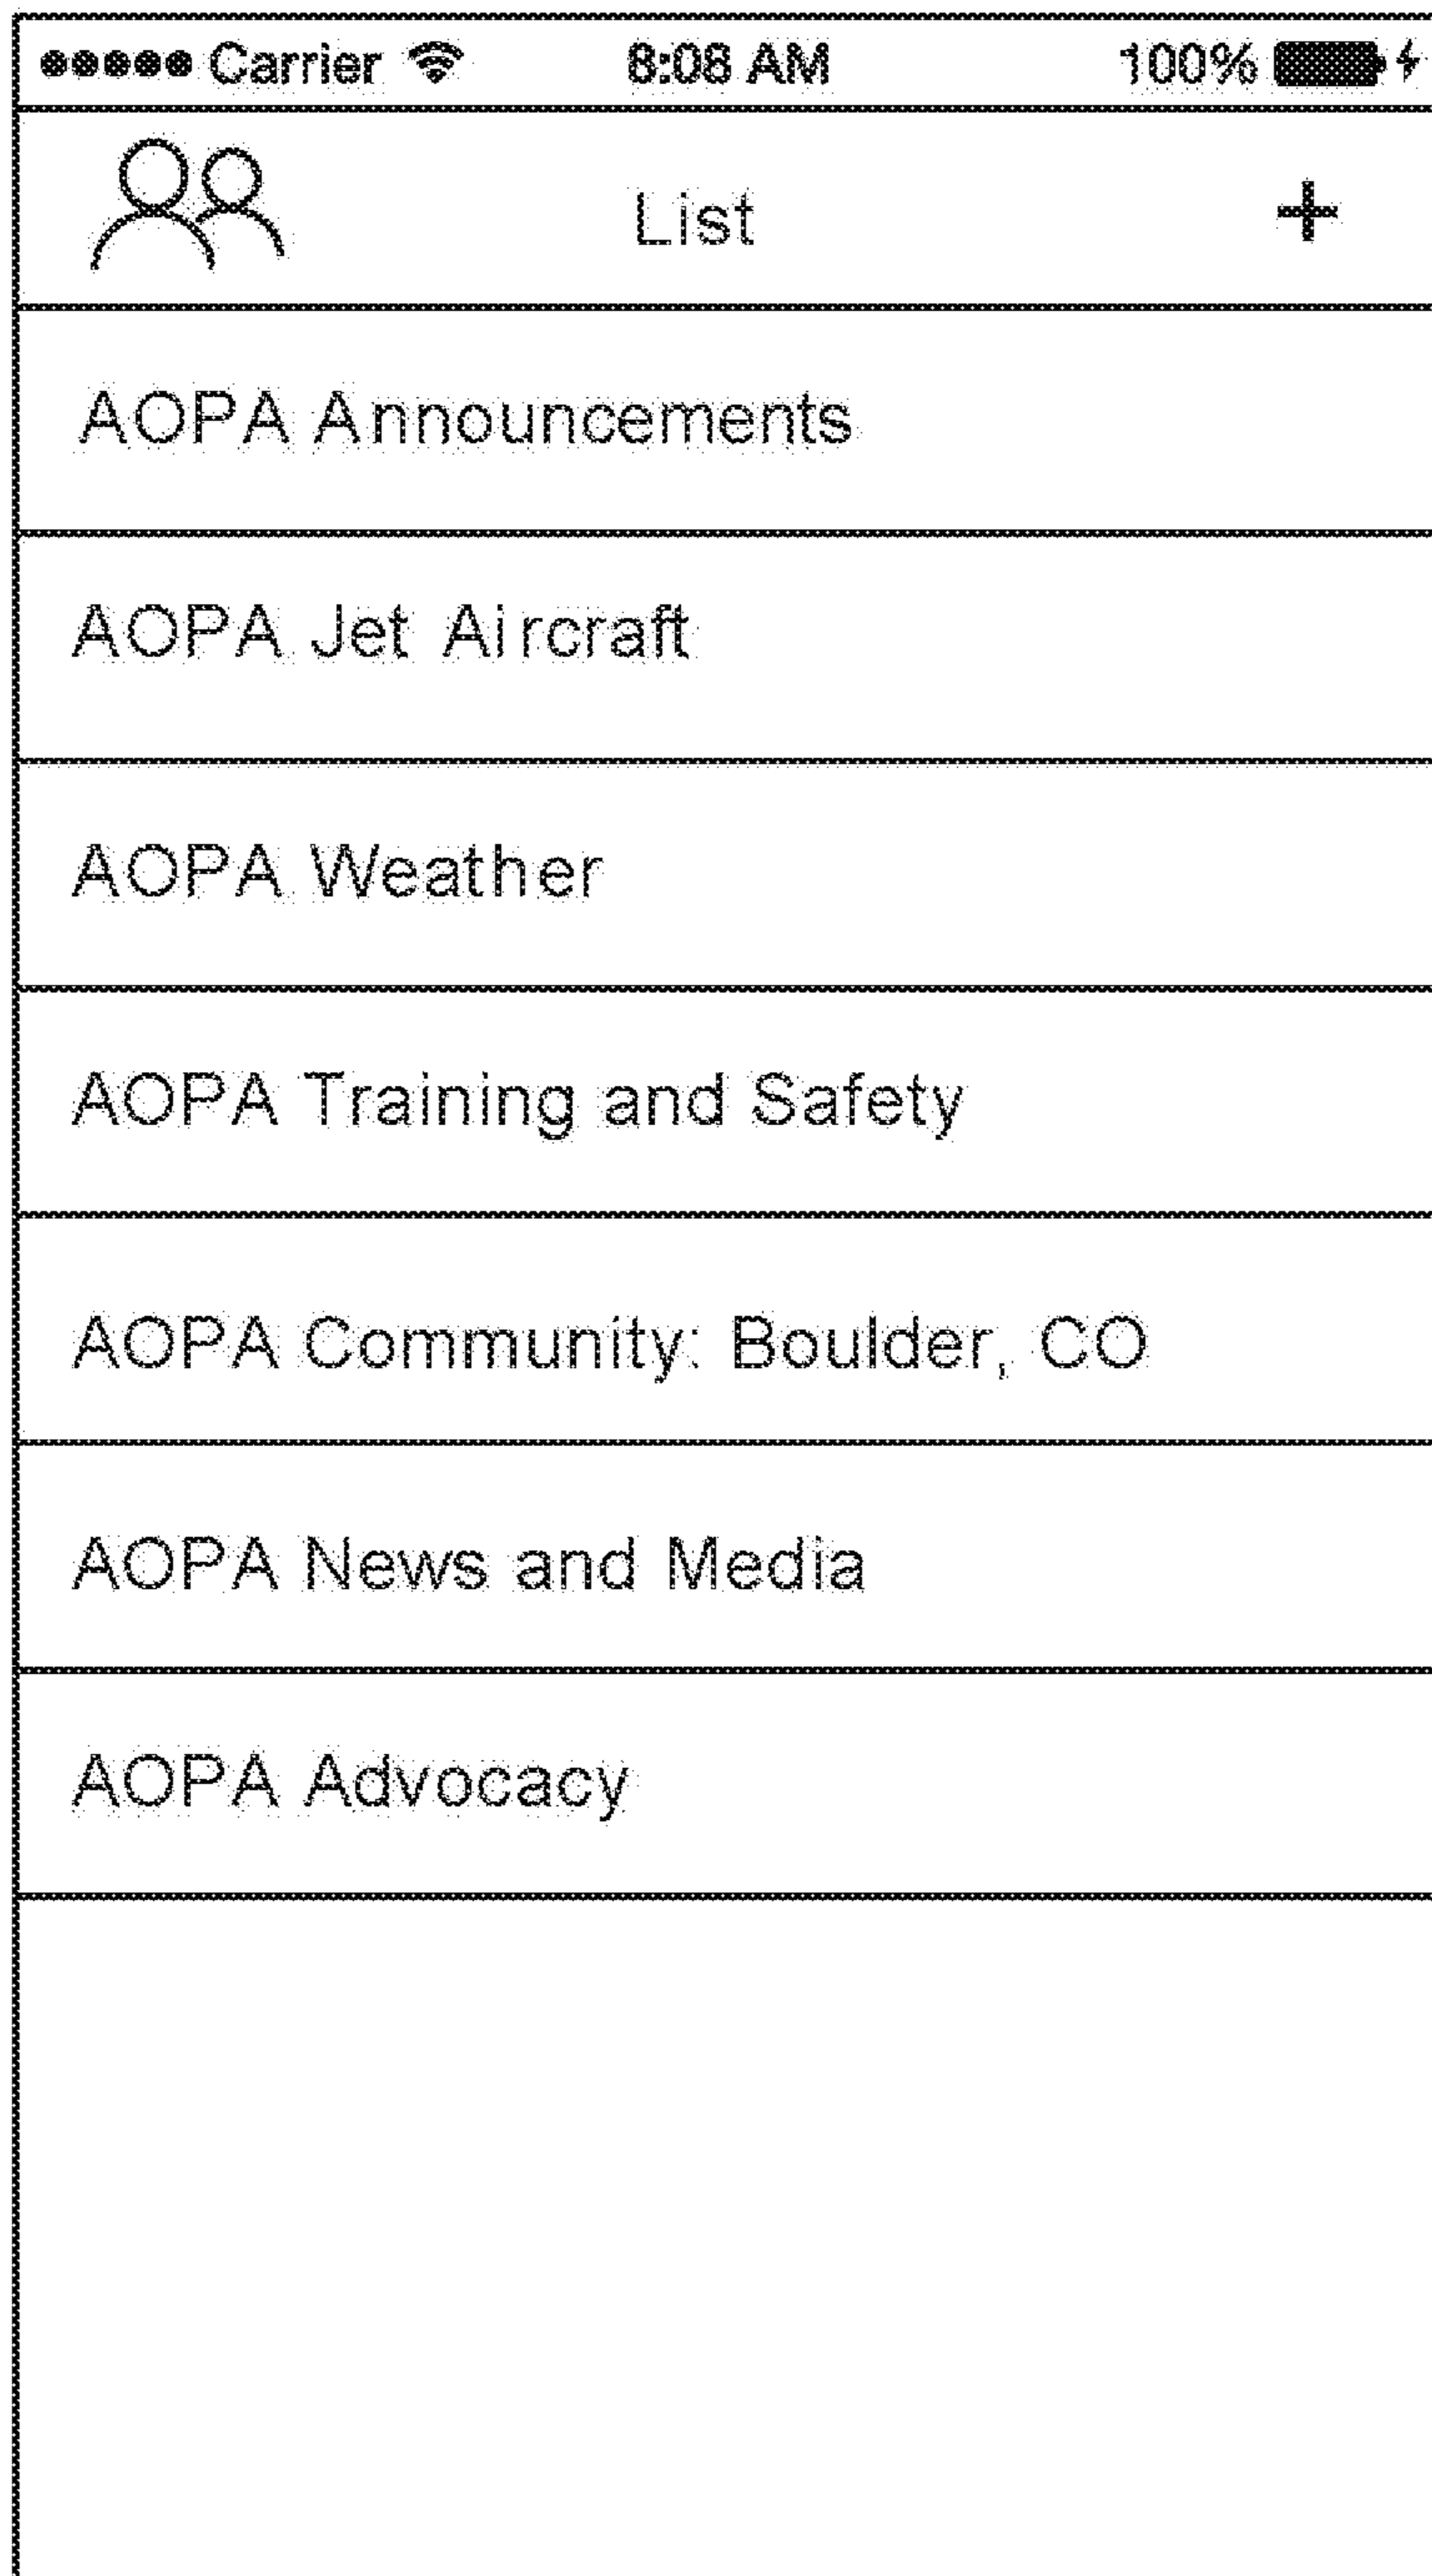 Carrier 8:08 AM 100%
List +
AOPA Announcements
AOPA Jet Aircraft
AOPA Weather
AOPA Training and Safety
AOPA Community: Boulder, CO
AOPA News and Media
AOPA Advocacy